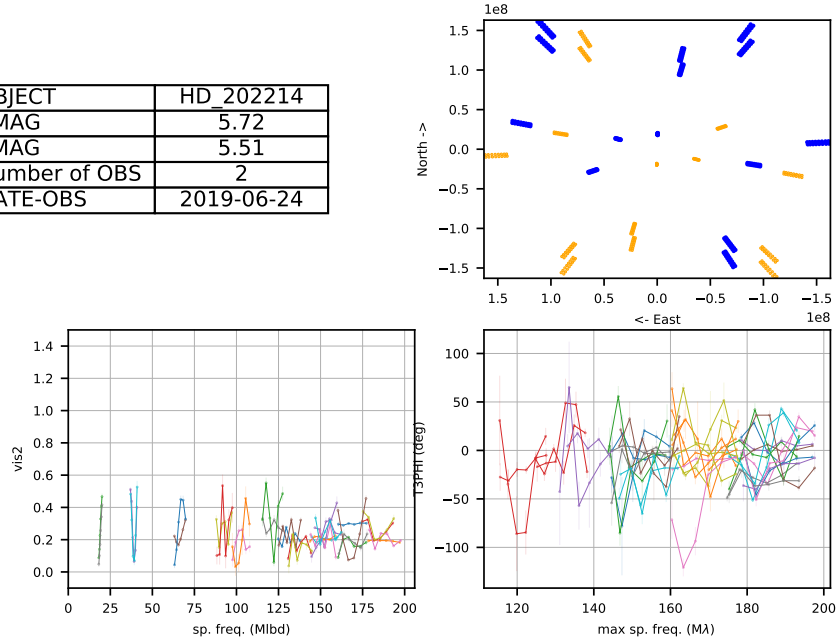 BJECT HD_202214
MAG 5.72
MAG 5.51
umber of OBS 2
ATE-OBS 2019-06-24
1e8
1.5
1.0
0.5
0.0
−0.5
−1.0
−1.5
North ->
1.5 1.0 0.5 0.0 −0.5 −1.0 −1.5
<- East
1e8
1.4
1.2
1.0
0.8
0.6
0.4
0.2
0.0
vis2
0 25 50 75 100 125 150 175 200
sp. freq. (Mlbd)
100
50
0
−50
−100
T3PHI (deg)
120 140 160 180 200
max sp. freq. (Mλ)